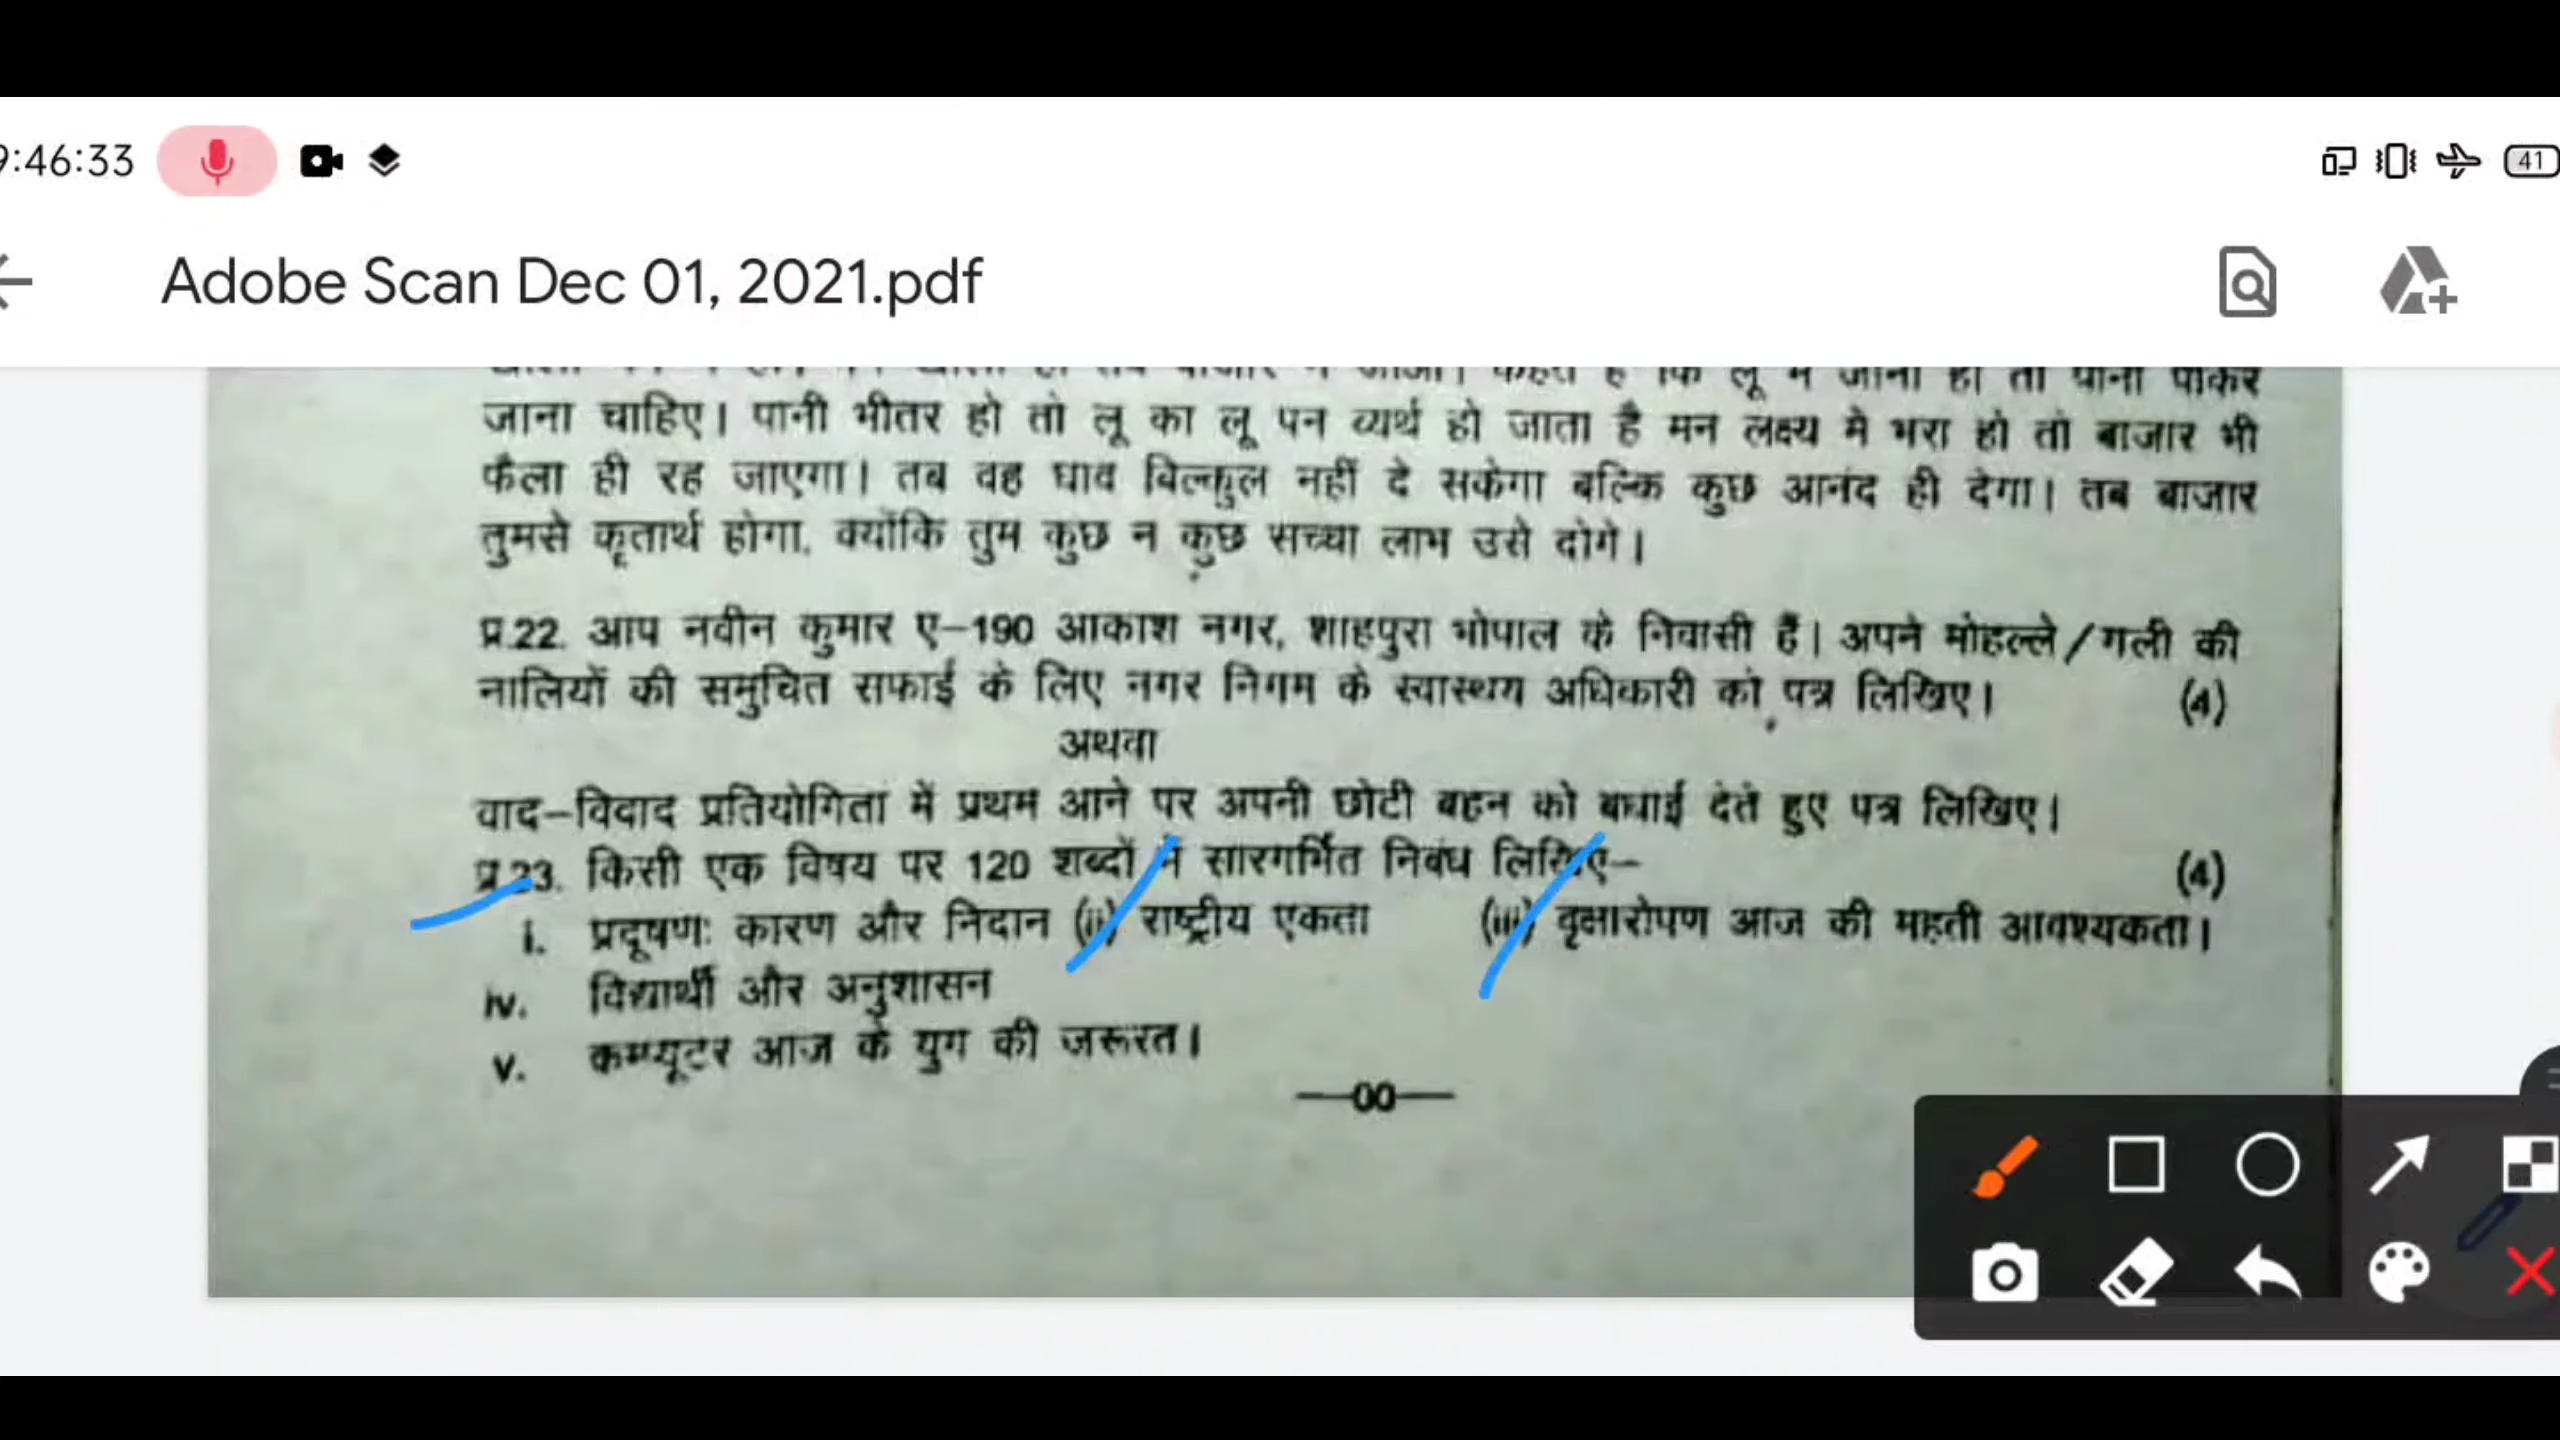 9:46:33
41
Adobe Scan Dec 01, 2021.pdf
कहते है कि लू में जाना हो तो पानी पीकर
जाना चाहिए। पानी भीतर हो तो लू का लू पन व्यर्थ हो जाता है मन लक्ष्य मे भरा हो तो बाजार भी
फैला ही रह जाएगा। तब वह घाव बिल्कुल नहीं दे सकेगा बल्कि कुछ आनंद ही देगा। तब बाजार
तुमसे कृतार्थ होगा, क्योंकि तुम कुछ न कुछ सच्चा लाभ उसे दोगे।
प्र.22. आप नवीन कुमार ए–190 आकाश नगर, शाहपुरा भोपाल के निवासी हैं। अपने मोहल्ले/गली की
नालियों की समुचित सफाई के लिए नगर निगम के स्वास्थय अधिकारी को पत्र लिखिए। (4)
अथवा
वाद–विवाद प्रतियोगिता में प्रथम आने पर अपनी छोटी बहन को बधाई देते हुए पत्र लिखिए।
प्र.23. किसी एक विषय पर 120 शब्दों में सारगर्भित निबंध लिखिए– (4)
i. प्रदूषणः कारण और निदान (ii) राष्ट्रीय एकता (iii) वृक्षारोपण आज की महती आवश्यकता।
iv. विद्यार्थी और अनुशासन
v. कम्प्यूटर आज के युग की जरूरत।
—00—